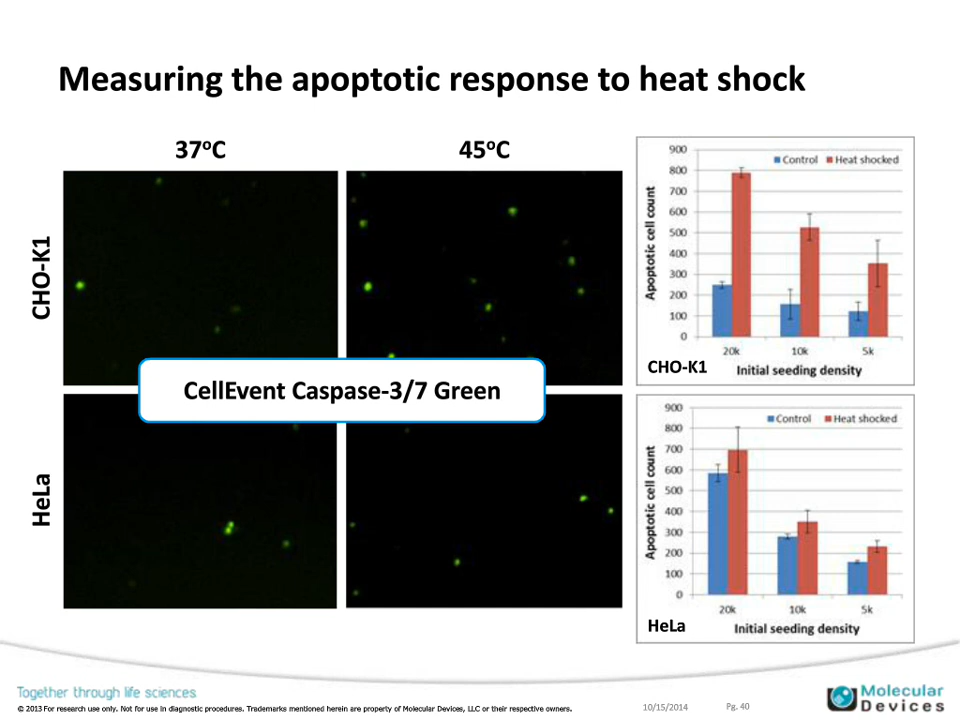 Measuring the apoptotic response to heat shock
37°C
45°C
CHO-K1
HeLa
CellEvent Caspase-3/7 Green
Control
Heat shocked
Apoptotic cell count
900
800
700
600
500
400
300
200
100
0
20k
10k
5k
CHO-K1
Initial seeding density
Control
Heat shocked
Apoptotic cell count
900
800
700
600
500
400
300
200
100
0
20k
10k
5k
HeLa
Initial seeding density
Together through life sciences
© 2013 For research use only. Not for use in diagnostic procedures. Trademarks mentioned herein are property of Molecular Devices, LLC or their respective owners.
10/15/2014
Pg. 40
Molecular
Devices